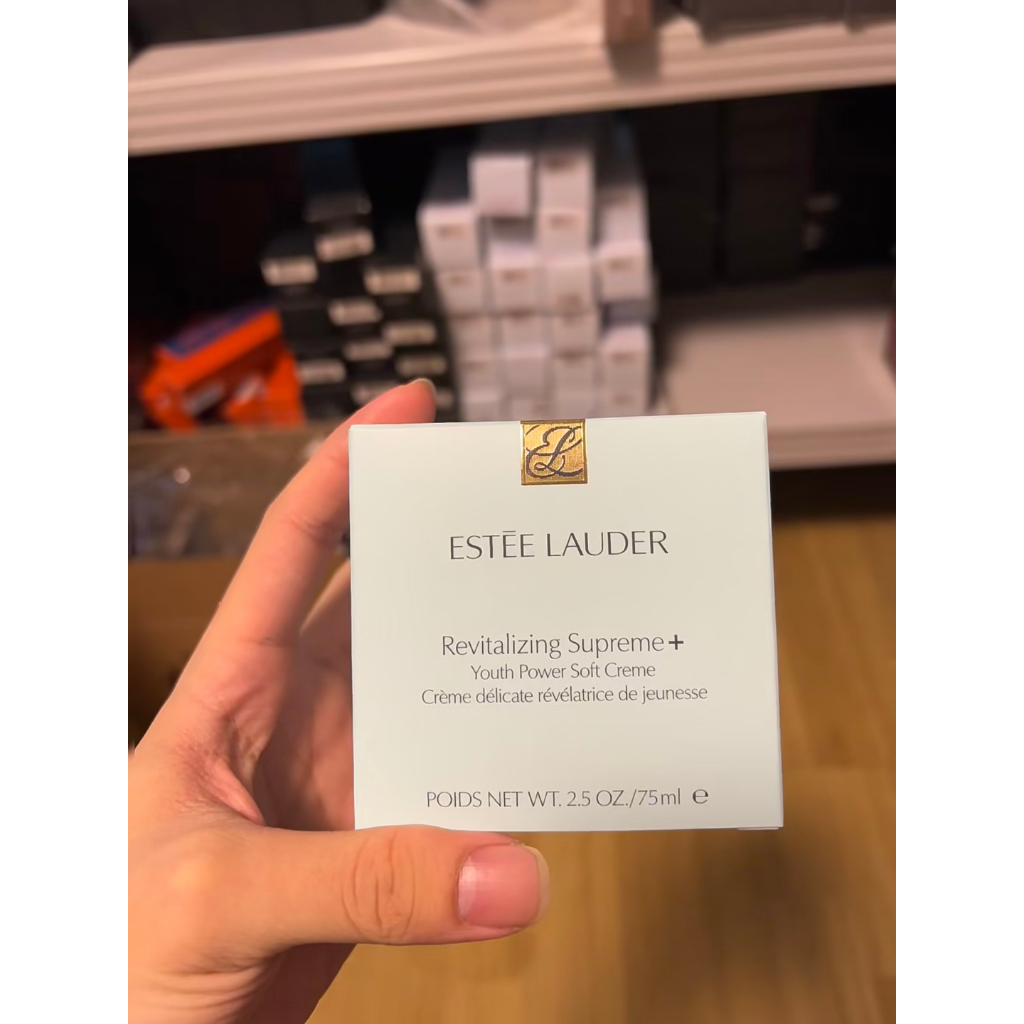 EL
ESTĒE LAUDER
Revitalizing Supreme+
Youth Power Soft Creme
Crème délicate révélatrice de jeunesse
POIDS NET WT. 2.5 OZ./75ml ℮